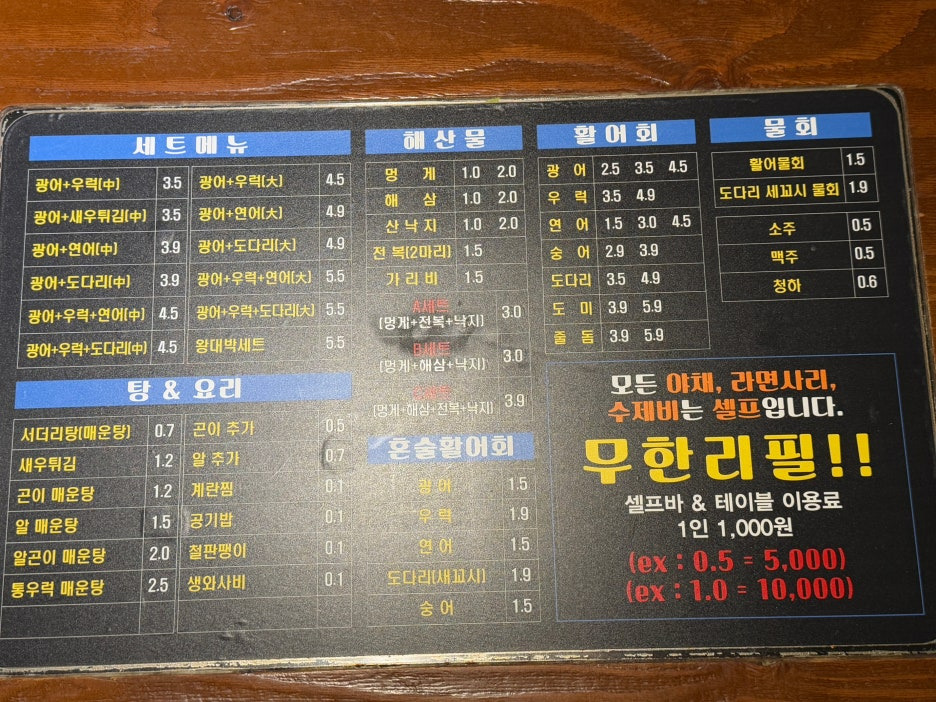 세트메뉴
광어+우럭(中) 3.5 광어+우럭(大) 4.5
광어+새우튀김(中) 3.5 광어+연어(大) 4.9
광어+연어(中) 3.9 광어+도다리(大) 4.9
광어+도다리(中) 3.9 광어+우럭+연어(大) 5.5
광어+우럭+연어(中) 4.5 광어+우럭+도다리(大) 5.5
광어+우럭+도다리(中) 4.5 왕대박세트 5.5
탕 & 요리
서더리탕(매운탕) 0.7 곤이 추가 0.5
새우튀김 1.2 알 추가 0.7
곤이 매운탕 1.2 계란찜 0.1
알 매운탕 1.5 공기밥 0.1
알곤이 매운탕 2.0 철판팽이 0.1
통우럭 매운탕 2.5 생와사비 0.1
해산물
멍 게 1.0 2.0
해 삼 1.0 2.0
산낙지 1.0 2.0
전복(2마리) 1.5
가리비 1.5
A세트
(멍게+전복+낙지) 3.0
B세트
(멍게+해삼+낙지) 3.0
(멍게+해삼+전복+낙지) 3.9
혼술활어회
광어 1.5
우럭 1.9
연어 1.5
도다리(새꼬시) 1.9
숭어 1.5
활어회
광 어 2.5 3.5 4.5
우 럭 3.5 4.9
연 어 1.5 3.0 4.5
숭 어 2.9 3.9
도다리 3.5 4.9
도 미 3.9 5.9
줄 돔 3.9 5.9
물회
활어물회 1.5
도다리 세꼬시 물회 1.9
소주 0.5
맥주 0.5
청하 0.6
모든 야채, 라면사리,
수제비는 셀프입니다.
무한리필!!
셀프바 & 테이블 이용료
1인 1,000원
(ex : 0.5 = 5,000)
(ex : 1.0 = 10,000)